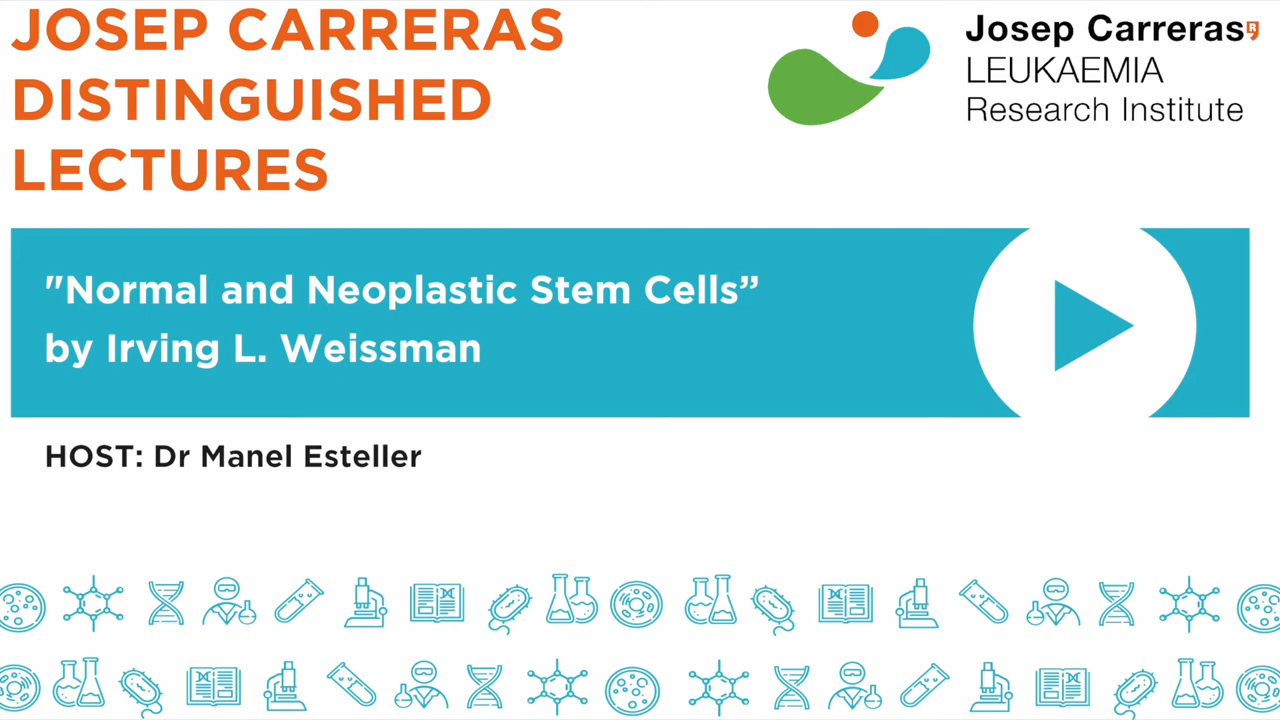 JOSEP CARRERAS
DISTINGUISHED
LECTURES
Josep Carreras
LEUKAEMIA
Research Institute
"Normal and Neoplastic Stem Cells”
by Irving L. Weissman
HOST: Dr Manel Esteller